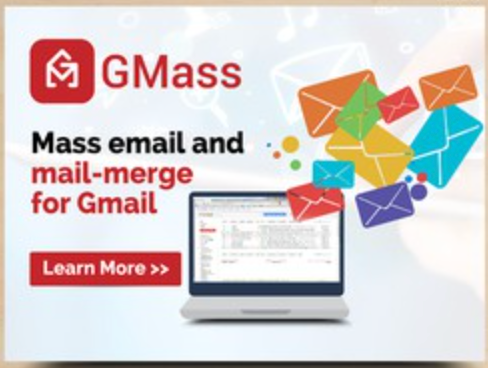 GMass
Mass email and
mail-merge
for Gmail
Learn More >>